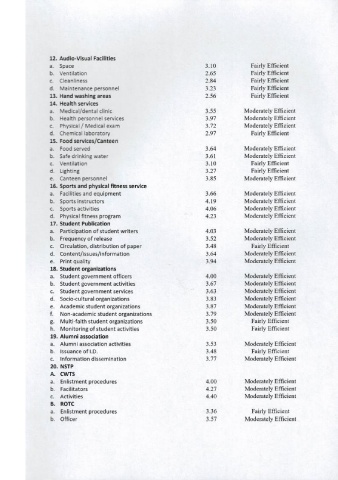 12. Audio-Visual Facilities
a. Space 3.10 Fairly Efficient
b. Ventilation 2.65 Fairly Efficient
c. Cleanliness 2.84 Fairly Efficient
d. Maintenance personnel 3.23 Fairly Efficient
13. Hand washing areas 2.56 Fairly Efficient
14. Health services
a. Medical/dental clinic 3.55 Moderately Efficient
b. Health personnel services 3.97 Moderately Efficient
c. Physical / Medical exam 3.72 Moderately Efficient
d. Chemical laboratory 2.97 Fairly Efficient
15. Food services/Canteen
a. Food served 3.64 Moderately Efficient
b. Safe drinking water 3.61 Moderately Efficient
c. Ventilation 3.10 Fairly Efficient
d. Lighting 3.27 Fairly Efficient
e. Canteen personnel 3.85 Moderately Efficient
16. Sports and physical fitness service
a. Facilities and equipment 3.66 Moderately Efficient
b. Sports instructors 4.19 Moderately Efficient
c. Sports activities 4.06 Moderately Efficient
d. Physical fitness program 4.23 Moderately Efficient
17. Student Publication
a. Participation of student writers 4.03 Moderately Efficient
b. Frequency of release 3.52 Moderately Efficient
c. Circulation, distribution of paper 3.48 Fairly Efficient
d. Content/issues/information 3.64 Moderately Efficient
e. Print quality 3.94 Moderately Efficient
18. Student organizations
a. Student government officers 4.00 Moderately Efficient
b. Student government activities 3.67 Moderately Efficient
c. Student government services 3.63 Moderately Efficient
d. Socio-cultural organizations 3.83 Moderately Efficient
e. Academic student organizations 3.87 Moderately Efficient
f. Non-academic student organizations 3.79 Moderately Efficient
g. Multi-faith student organizations 3.50 Fairly Efficient
h. Monitoring of student activities 3.50 Fairly Efficient
19. Alumni association
a. Alumni association activities 3.53 Moderately Efficient
b. Issuance of I.D. 3.48 Fairly Efficient
c. Information dissemination 3.77 Moderately Efficient
20. NSTP
A. CWTS
a. Enlistment procedures 4.00 Moderately Efficient
b. Facilitators 4.27 Moderately Efficient
c. Activities 4.40 Moderately Efficient
B. ROTC
a. Enlistment procedures 3.36 Fairly Efficient
b. Officer 3.57 Moderately Efficient